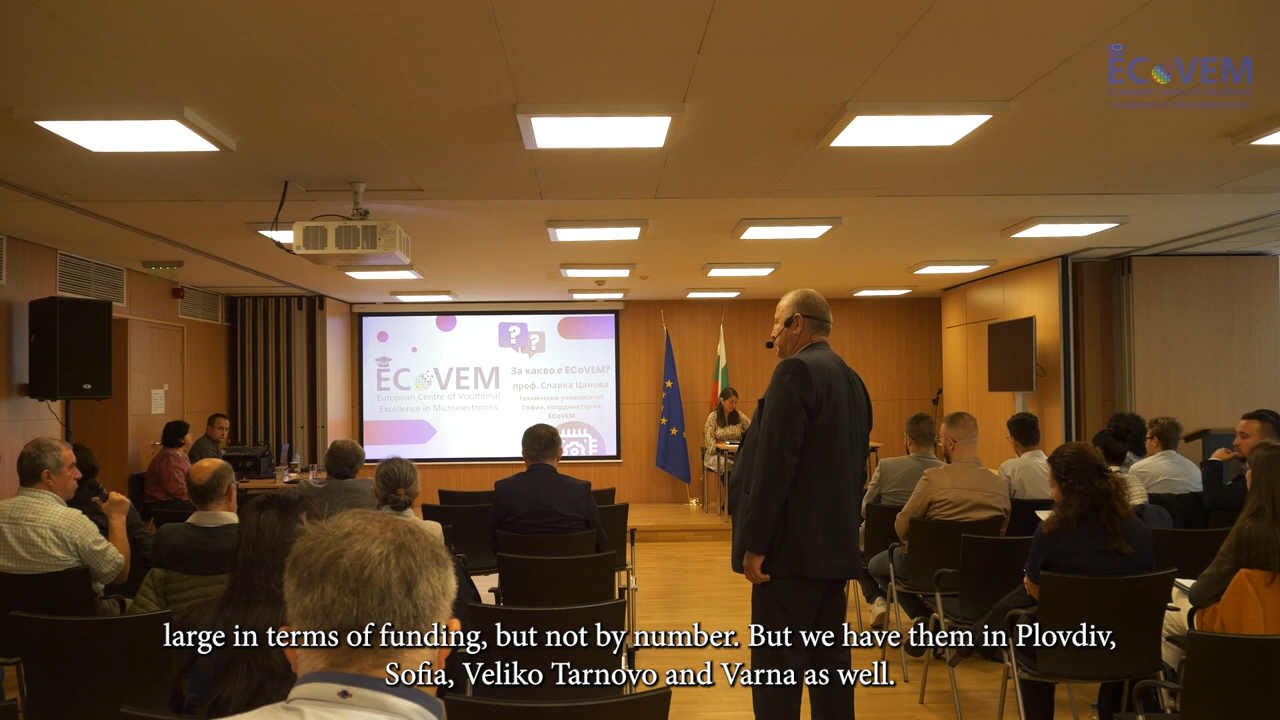 ECoVEM
European Centre of Vocational
Excellence in Microelectronics
ECoVEM
European Centre of Vocational
Excellence in Microelectronics
? ?
За какво е ECoVEM?
проф. Славка Цанова
Технически университет
София, координатор по
ECoVEM
large in terms of funding, but not by number. But we have them in Plovdiv,
Sofia, Veliko Tarnovo and Varna as well.